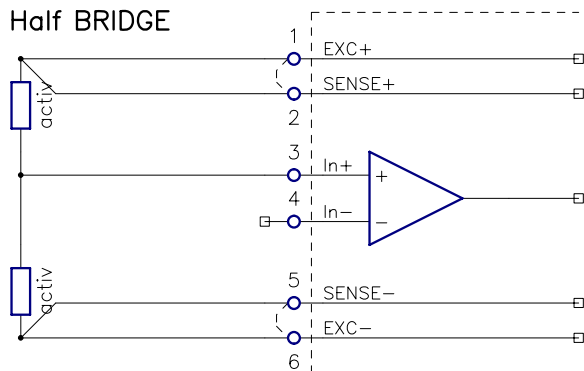 Half BRIDGE
1 EXC+
SENSE+
2
activ
3 In+
+
4 In-
-
activ
5 SENSE-
EXC-
6